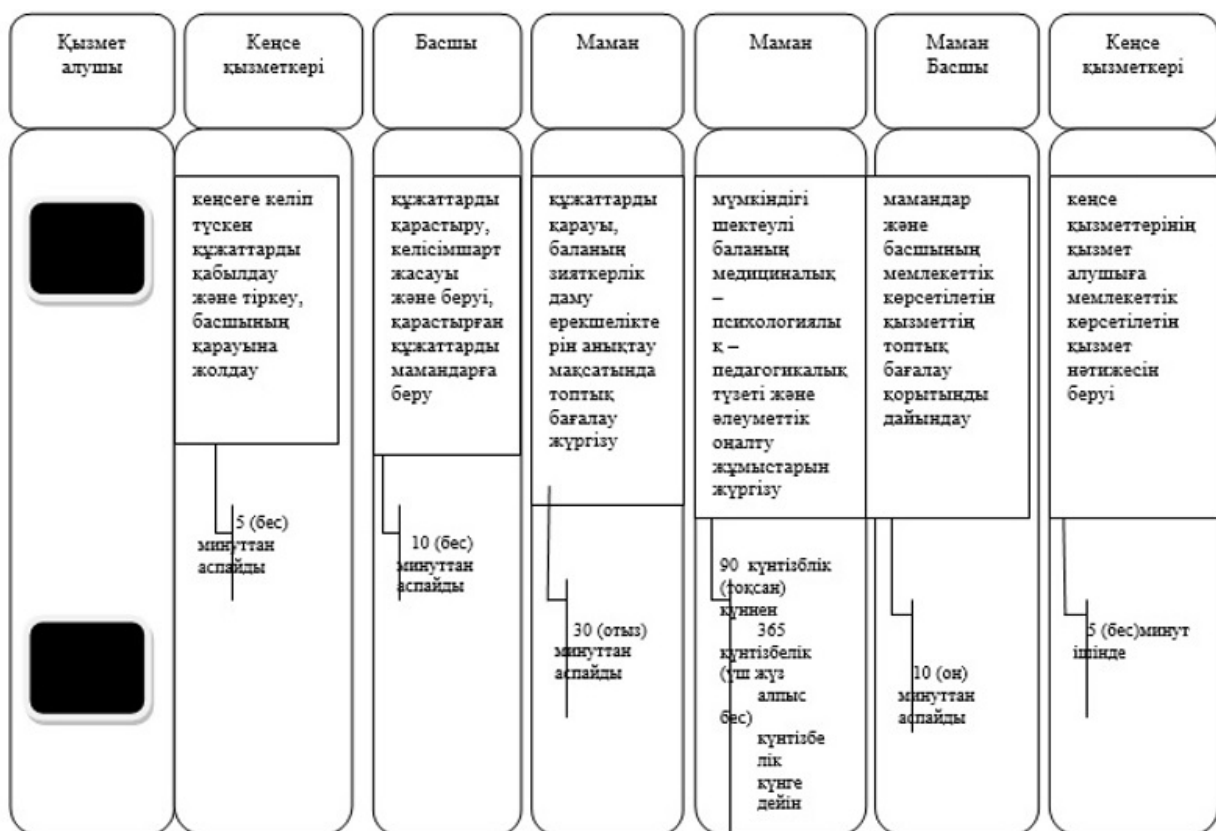 Қызмет
алушы
Кеңсе
қызметкері
Басшы
Маман
Маман
Маман
Басшы
Кеңсе
қызметкері
кеңсеге келіп
түскен
құжаттарды
қабылдау
және тіркеу,
басшының
қарауына
жолдау
5 (бес)
минуттан
аспайды
құжаттарды
қарастыру,
келісімшарт
жасауы
және беруі,
қарастырған
құжаттарды
мамандарға
беру
10 (бес)
минуттан
аспайды
құжаттарды
қарауы,
баланың
зияткерлік
даму
ерекшелікте
рін анықтау
мақсатында
топтық
бағалау
жүргізу
30 (отыз)
минуттан
аспайды
мүмкіндігі
шектеулі
баланың
медициналық
–
психологиялы
қ –
педагогикалық
түзеті және
әлеуметтік
оңалту
жұмыстарын
жүргізу
90 күнтізблік
(тоқсан)
күннен
365
күнтізбелік
(үш жүз
алпыс
бес)
күнтізбе
лік
күнге
дейін
мамандар
және
басшының
мемлекеттік
көрсетілетін
қызметтің
топтық
бағалау
қорытынды
дайындау
10 (он)
минуттан
аспайды
кеңсе
қызметтерінің
қызмет
алушыға
мемлекеттік
көрсетілетін
қызмет
нәтижесін
беруі
5 (бес)минут
ішінде